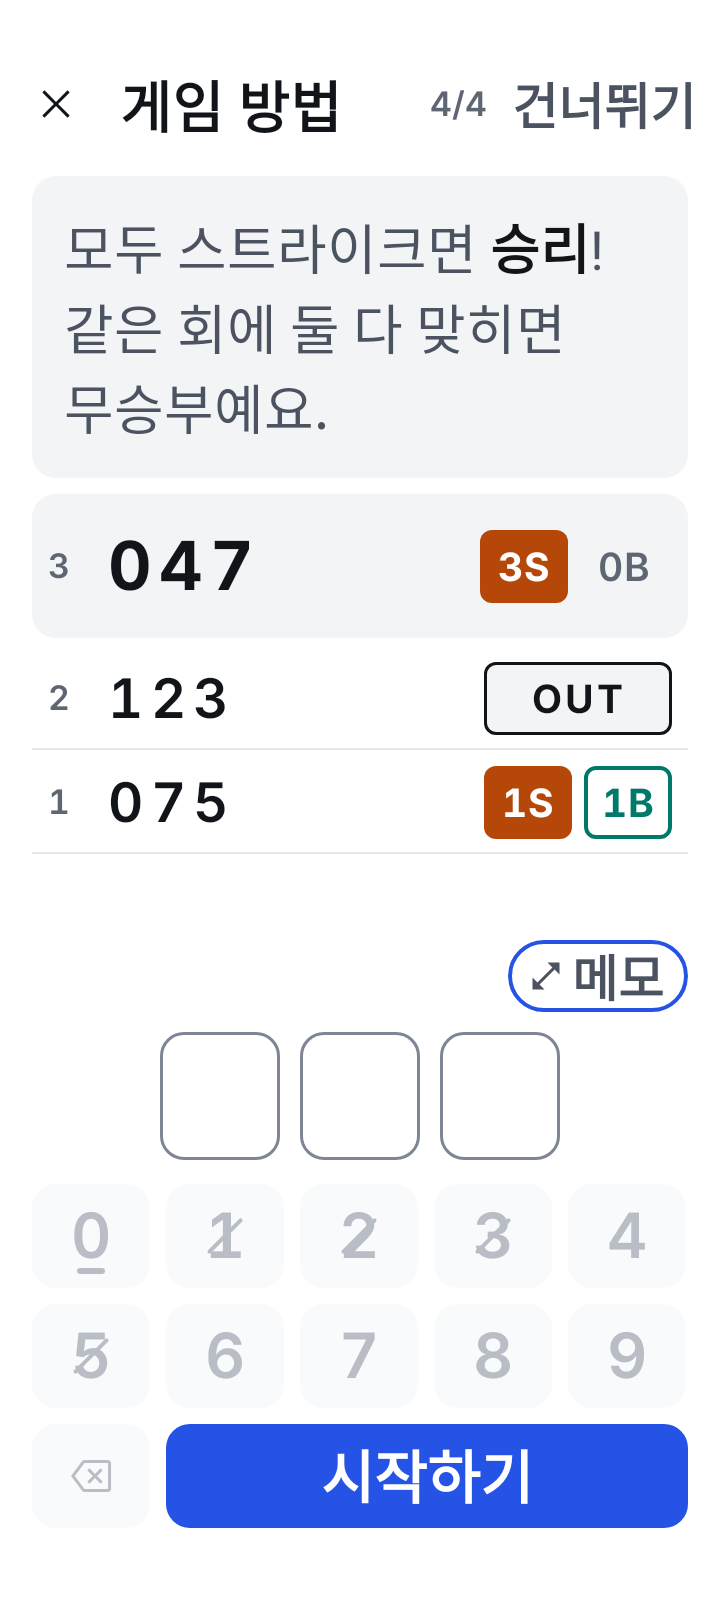 게임 방법 4/4 건너뛰기
모두 스트라이크면 승리!
같은 회에 둘 다 맞히면
무승부예요.
3 047 3S 0B
2 123 OUT
1 075 1S 1B
메모
0 1 2 3 4
5 6 7 8 9
시작하기